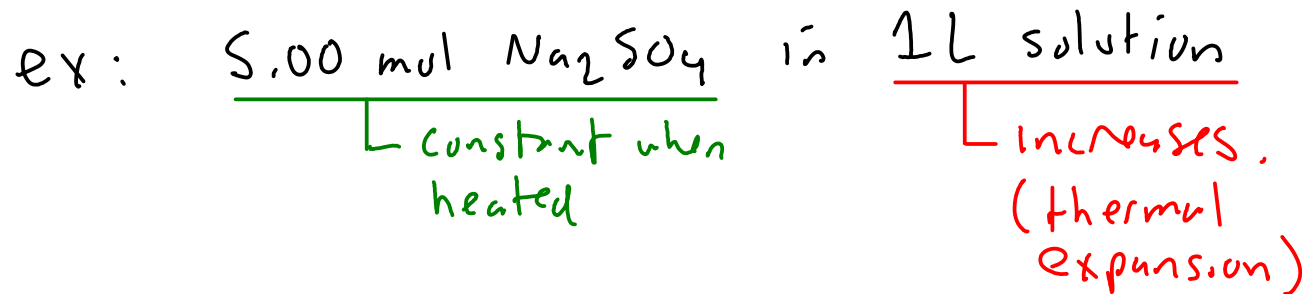 ex: 5.00 mol Na2SO4 in 1L solution
constant when
heated
increases.
(thermal
expansion)